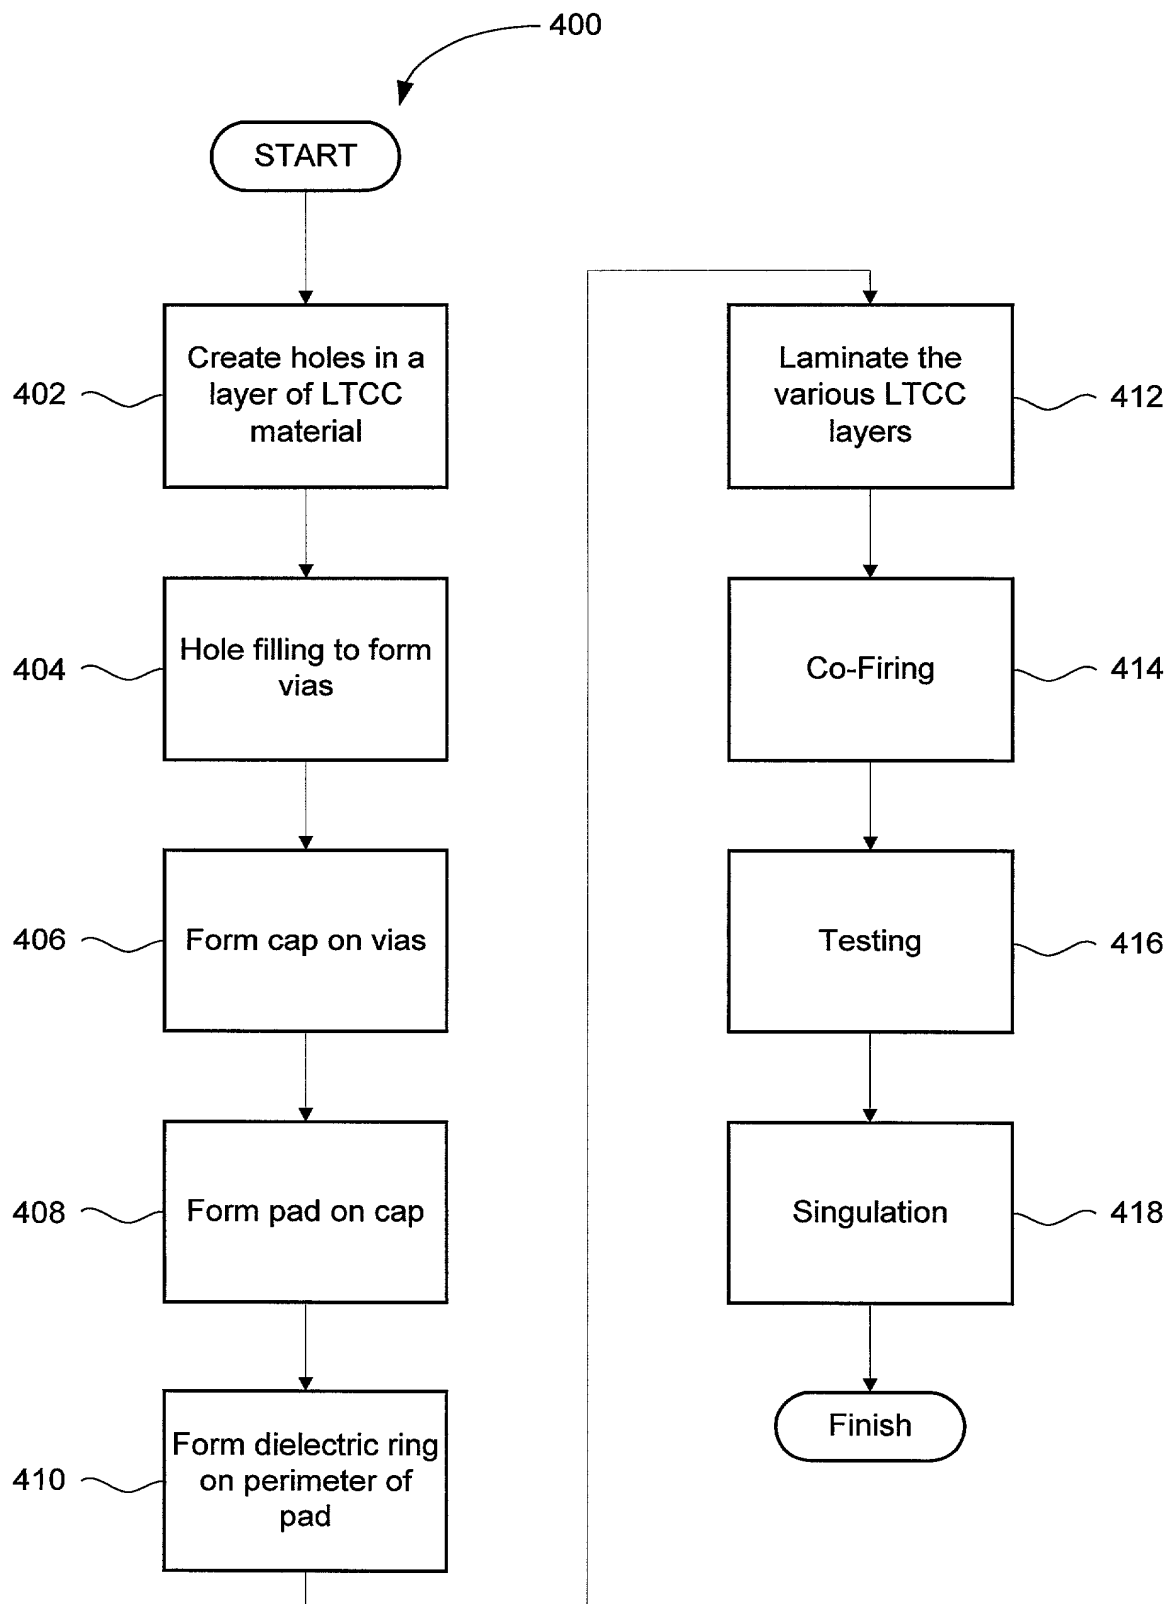 400
START
402
Create holes in a
layer of LTCC
material
404
Hole filling to form
vias
406
Form cap on vias
408
Form pad on cap
410
Form dielectric ring
on perimeter of
pad
Laminate the
various LTCC
layers
412
Co-Firing
414
Testing
416
Singulation
418
Finish